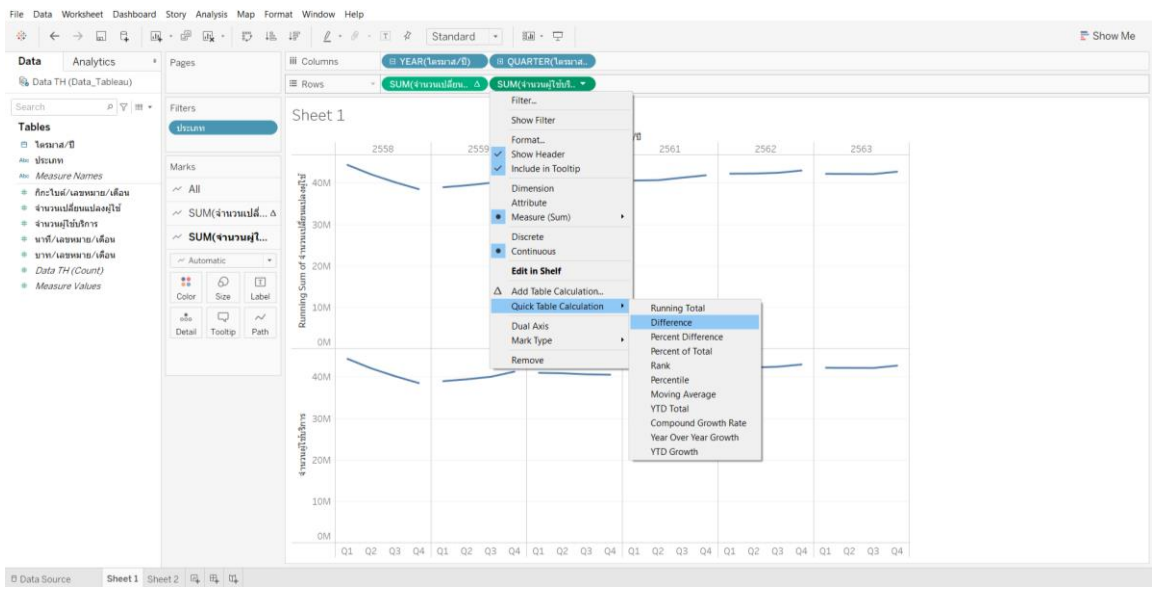 File Data Worksheet Dashboard Story Analysis Map Format Window Help
Standard
Show Me
Data Analytics
Data TH (Data_Tableau)
Search
Tables
ไตรมาส/ปี
ประเภท
Measure Names
กิกะไบต์/เลขหมาย/เดือน
จำนวนเปลี่ยนแปลงผู้ใช้
จำนวนผู้ใช้บริการ
นาที/เลขหมาย/เดือน
บาท/เลขหมาย/เดือน
Data TH (Count)
Measure Values
Pages
Filters
ประเภท
Marks
All
SUM(จำนวนเปลี่... Δ
SUM(จำนวนผู้ใ...
Automatic
Color Size Label
Detail Tooltip Path
Columns YEAR(ไตรมาส/ปี) QUARTER(ไตรมาส..
Rows SUM(จำนวนเปลี่ยน.. Δ SUM(จำนวนผู้ใช้บริ..
Sheet 1
2558 2559 2561 2562 2563
Running Sum of จำนวนเปลี่ยนแปลงผู้ใช้
40M
30M
20M
10M
0M
จำนวนผู้ใช้บริการ
40M
30M
20M
10M
0M
Q1 Q2 Q3 Q4 Q1 Q2 Q3 Q4 Q1 Q2 Q3 Q4 Q1 Q2 Q3 Q4 Q1 Q2 Q3 Q4 Q1 Q2 Q3 Q4
Filter...
Show Filter
Format...
Show Header
Include in Tooltip
Dimension
Attribute
Measure (Sum)
Discrete
Continuous
Edit in Shelf
Add Table Calculation...
Quick Table Calculation
Dual Axis
Mark Type
Remove
Running Total
Difference
Percent Difference
Percent of Total
Rank
Percentile
Moving Average
YTD Total
Compound Growth Rate
Year Over Year Growth
YTD Growth
Data Source Sheet 1 Sheet 2